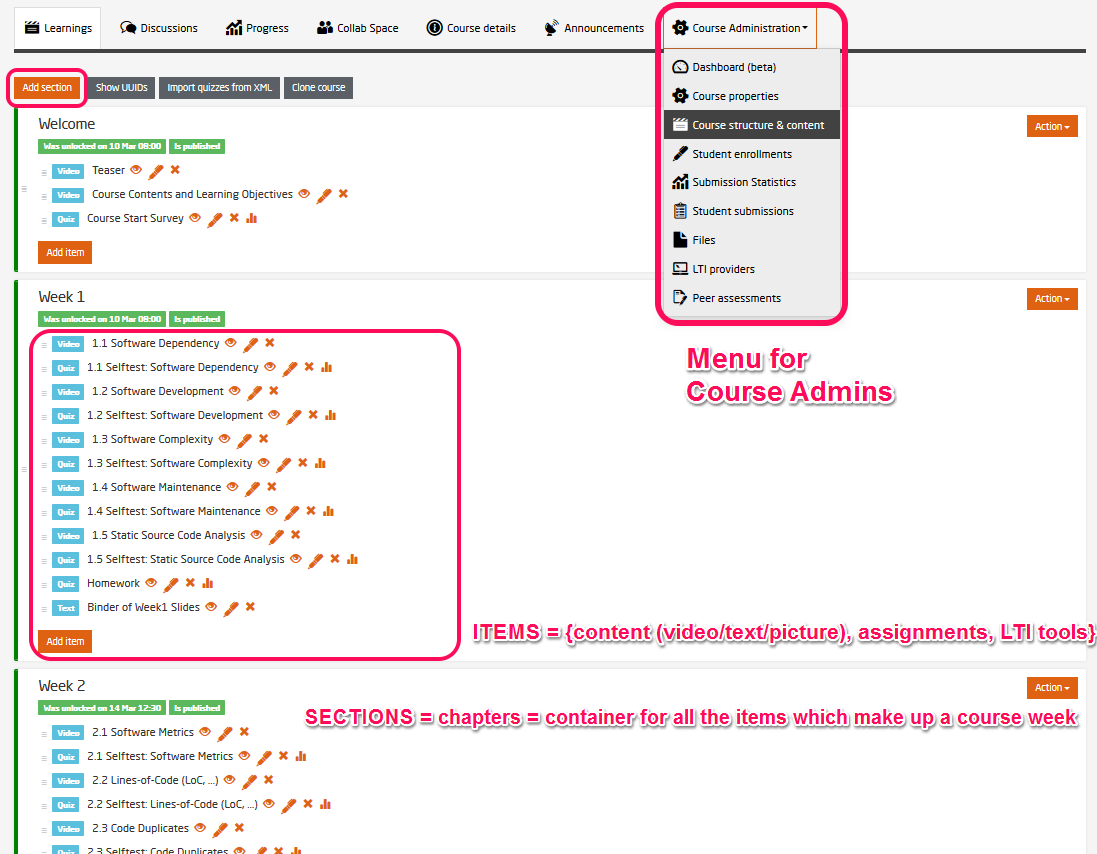 Learnings Discussions Progress Collab Space Course details Announcements Course Administration
Dashboard (beta)
Course properties
Course structure & content
Student enrollments
Submission Statistics
Student submissions
Files
LTI providers
Peer assessments
Menu for
Course Admins
Add section Show UUIDs Import quizzes from XML Clone course
Welcome
Action
Was unlocked on 10 Mar 08:00 Is published
Video Teaser
Video Course Contents and Learning Objectives
Quiz Course Start Survey
Add item
Week 1
Action
Was unlocked on 10 Mar 08:00 Is published
Video 1.1 Software Dependency
Quiz 1.1 Selftest: Software Dependency
Video 1.2 Software Development
Quiz 1.2 Selftest: Software Development
Video 1.3 Software Complexity
Quiz 1.3 Selftest: Software Complexity
Video 1.4 Software Maintenance
Quiz 1.4 Selftest: Software Maintenance
Video 1.5 Static Source Code Analysis
Quiz 1.5 Selftest: Static Source Code Analysis
Quiz Homework
Text Binder of Week1 Slides
Add item
ITEMS = {content (video/text/picture), assignments, LTI tools}
Week 2
Action
Was unlocked on 14 Mar 12:30 Is published
SECTIONS = chapters = container for all the items which make up a course week
Video 2.1 Software Metrics
Quiz 2.1 Selftest: Software Metrics
Video 2.2 Lines-of-Code (LoC, ...)
Quiz 2.2 Selftest: Lines-of-Code (LoC, ...)
Video 2.3 Code Duplicates
Quiz 2.3 Selftest: Code Duplicates